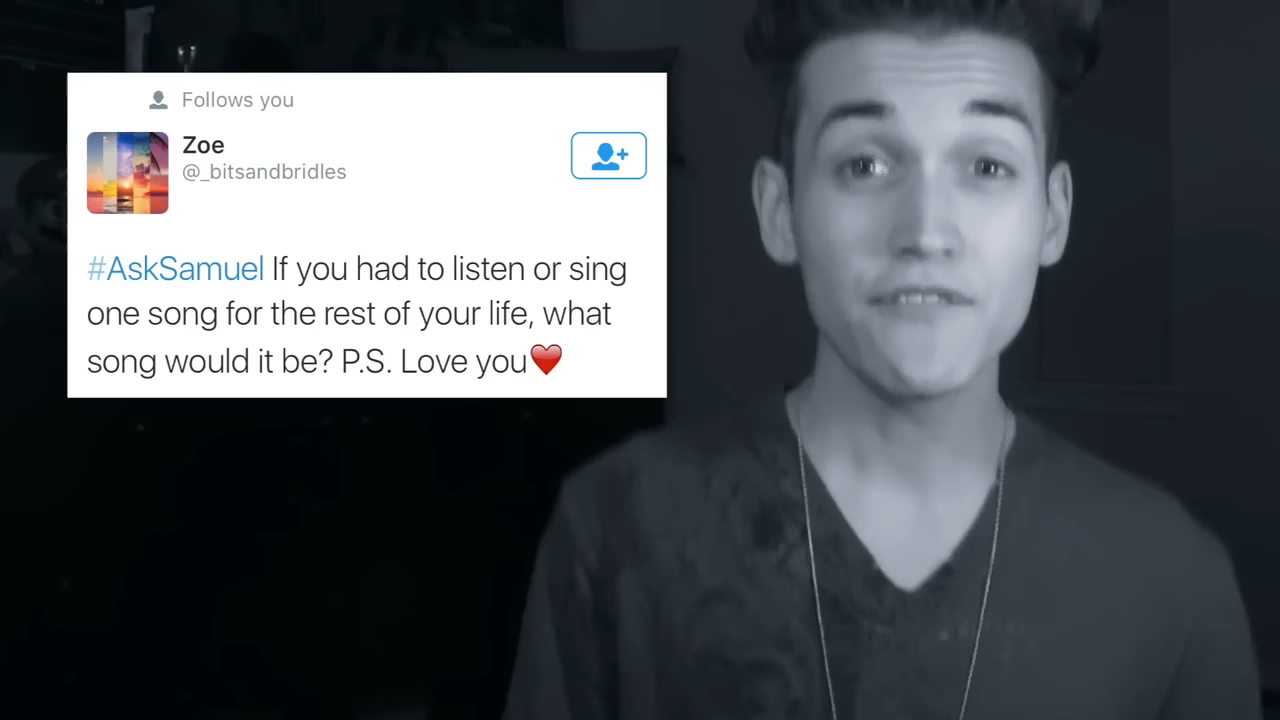 Follows you
Zoe
@_bitsandbridles
#AskSamuel If you had to listen or sing
one song for the rest of your life, what
song would it be? P.S. Love you❤️